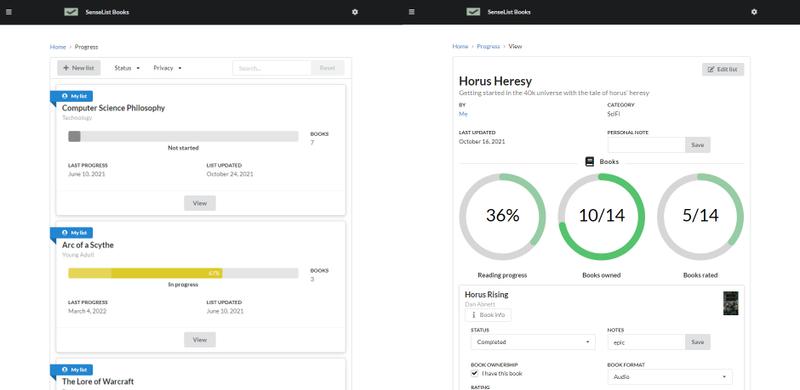 SenseList Books
Home > Progress
New list
Status
Privacy
Search...
Reset
My list
Computer Science Philosophy
Technology
Not started
BOOKS
7
LAST PROGRESS
LIST UPDATED
June 10, 2021
October 24, 2021
View
My list
Arc of a Scythe
Young Adult
67%
In progress
BOOKS
3
LAST PROGRESS
LIST UPDATED
March 4, 2022
June 10, 2021
View
My list
The Lore of Warcraft
SenseList Books
Home > Progress > View
Edit list
Horus Heresy
Getting started in the 40k universe with the tale of horus' heresy
BY
CATEGORY
Me
SciFi
LAST UPDATED
PERSONAL NOTE
October 16, 2021
Save
Books
36%
10/14
5/14
Reading progress
Books owned
Books rated
Horus Rising
Dan Abnett
Book info
STATUS
NOTES
Completed
epic
Save
BOOK OWNERSHIP
BOOK FORMAT
I have this book
Audio
RATING